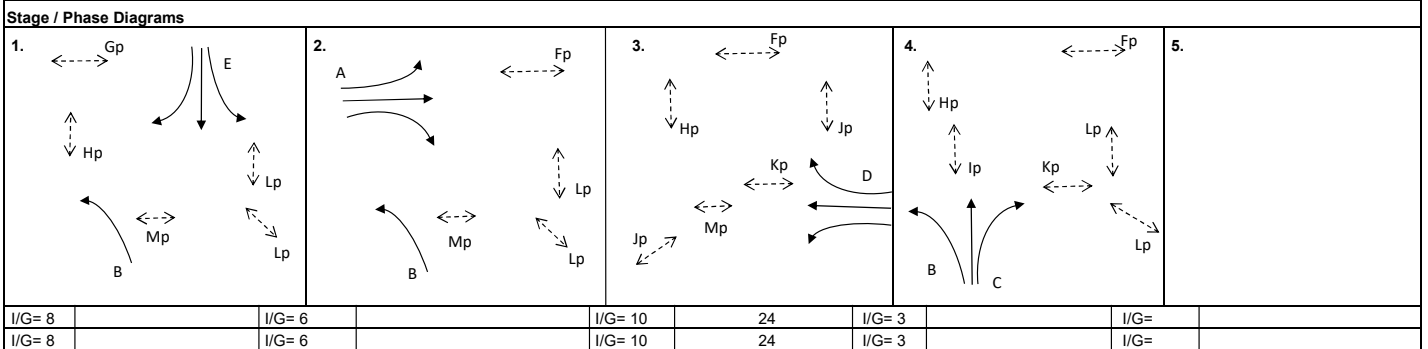 Stage / Phase Diagrams
1.
Gp
E
Hp
Lp
Mp
Lp
B
2.
A
Fp
Lp
Mp
Lp
B
3.
Fp
Hp
Jp
Kp
D
Mp
Jp
4.
Fp
Hp
Lp
Ip
Kp
Lp
B
C
5.
I/G= 8 I/G= 6 I/G= 10 24 I/G= 3 I/G=
I/G= 8 I/G= 6 I/G= 10 24 I/G= 3 I/G=